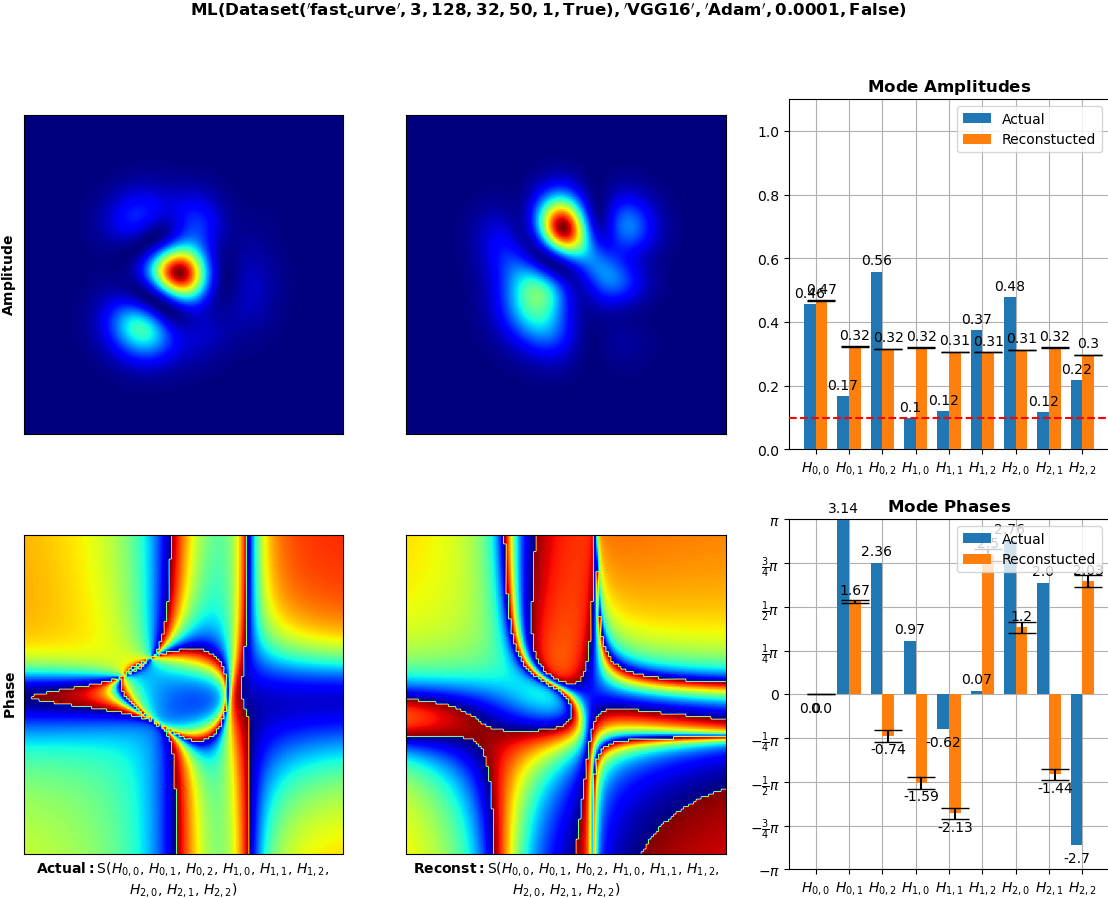 ML(Dataset(′fast_curve′, 3, 128, 32, 50, 1, True), ′VGG16′, ′Adam′, 0.0001, False)
Amplitude
Mode Amplitudes
Actual
Reconstucted
1.0
0.8
0.6
0.4
0.2
0.0
0.46
0.47
0.17
0.32
0.56
0.32
0.1
0.32
0.12
0.31
0.37
0.31
0.48
0.31
0.12
0.32
0.22
0.3
H0,0 H0,1 H0,2 H1,0 H1,1 H1,2 H2,0 H2,1 H2,2
Phase
Mode Phases
Actual
Reconstucted
π
3/4π
1/2π
1/4π
0
−1/4π
−1/2π
−3/4π
−π
0.0
0.0
3.14
1.67
2.36
-0.74
0.97
-1.59
-0.62
-2.13
0.07
2.76
1.2
2.0
-1.44
-2.7
2.03
H0,0 H0,1 H0,2 H1,0 H1,1 H1,2 H2,0 H2,1 H2,2
Actual: S(H0,0, H0,1, H0,2, H1,0, H1,1, H1,2,
H2,0, H2,1, H2,2)
Reconst: S(H0,0, H0,1, H0,2, H1,0, H1,1, H1,2,
H2,0, H2,1, H2,2)